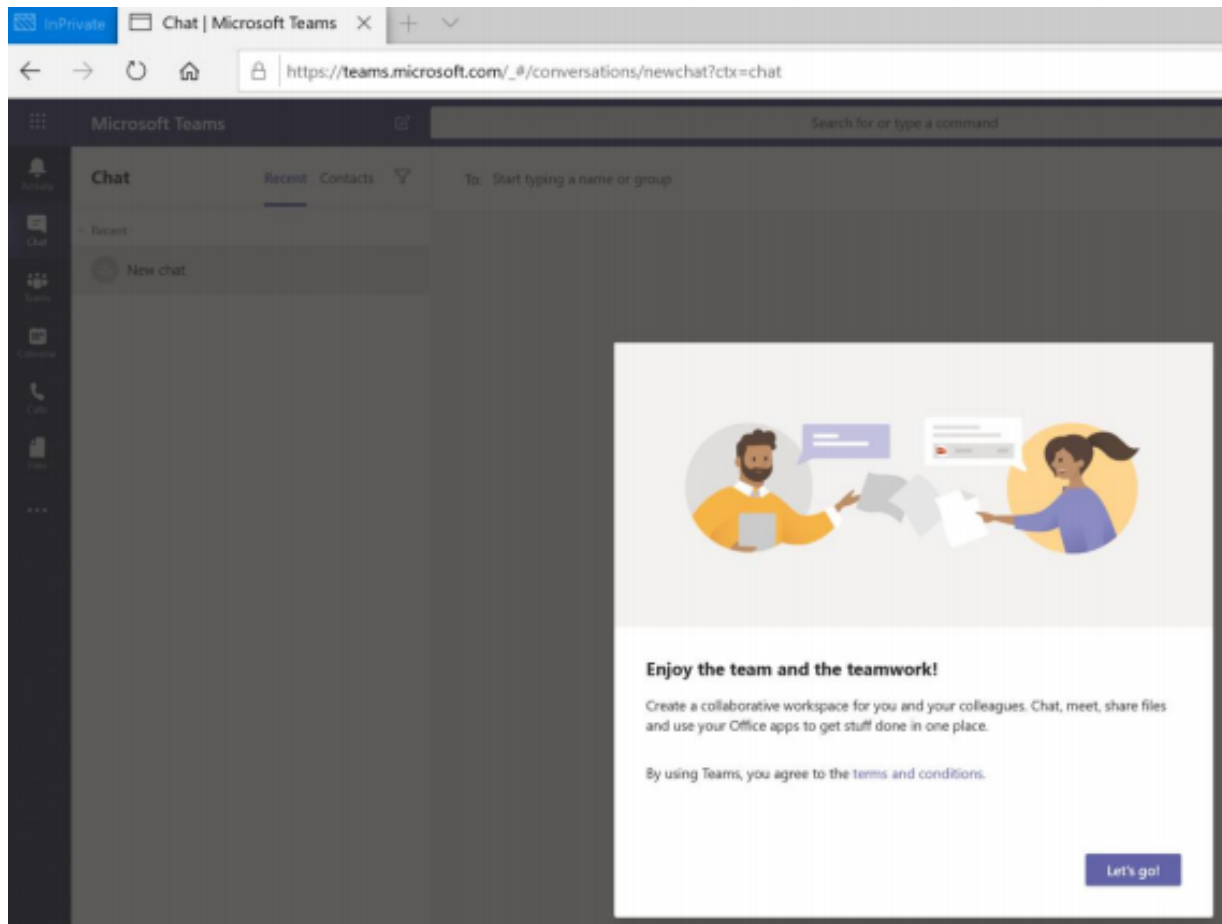 InPrivate
Chat | Microsoft Teams
https://teams.microsoft.com/_#/conversations/newchat?ctx=chat
Microsoft Teams
Search for or type a command
Activity
Chat
Teams
Calendar
Calls
Files
Chat
Recent Contacts
Recent
New chat
To: Start typing a name or group
Enjoy the team and the teamwork!
Create a collaborative workspace for you and your colleagues. Chat, meet, share files
and use your Office apps to get stuff done in one place.
By using Teams, you agree to the terms and conditions.
Let's go!